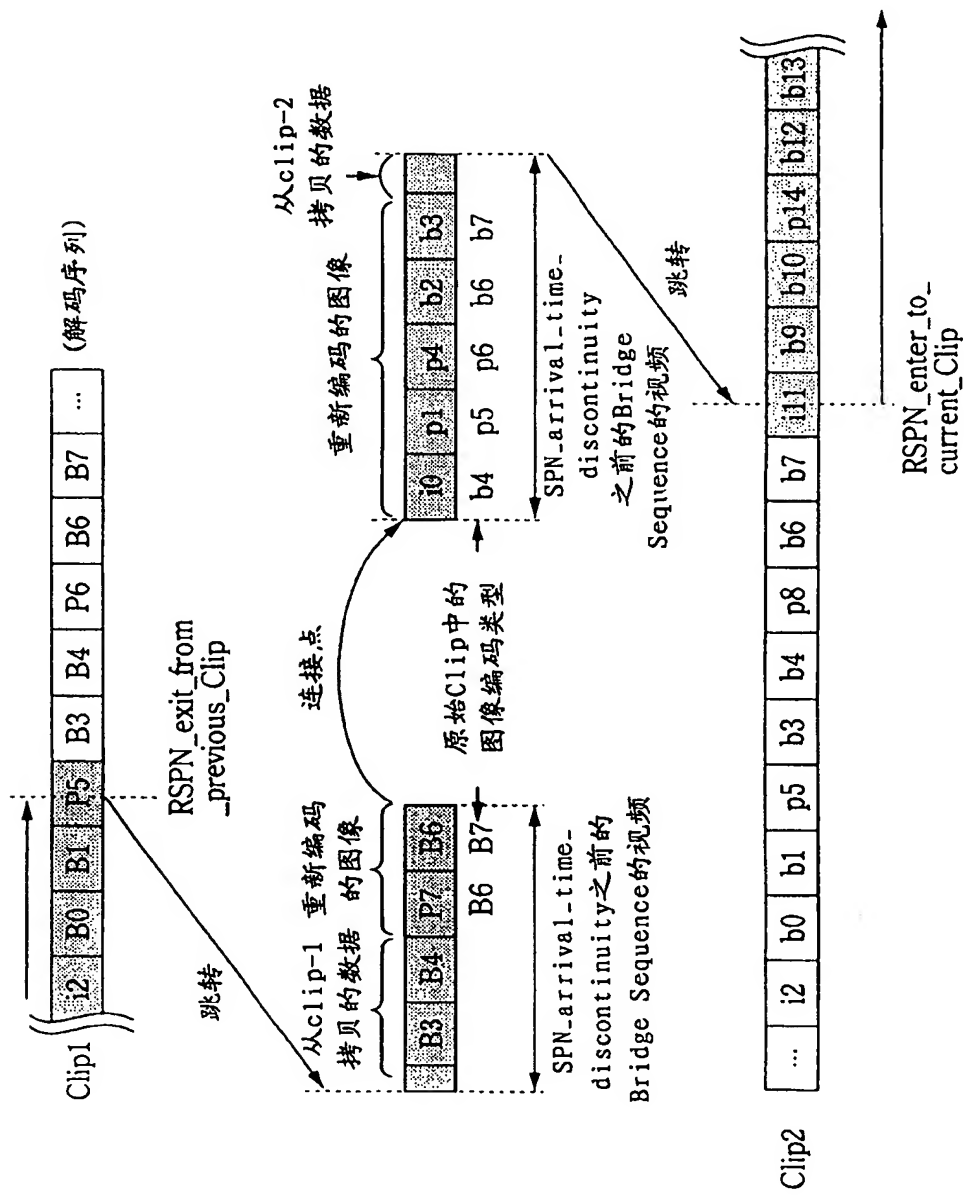 Clip1
i2 B0 B1 P5 B3 B4 P6 B6 B7 ...
(解码序列)
RSPN_exit_from
_previous_Clip
跳转
从clip-1
拷贝的数据
重新编码
的图像
B3 B4 P7 B6
B6 B7
SPN_arrival_time_
discontinuity之前的
Bridge Sequence的视频
连接点
原始Clip中的
图像编码类型
重新编码的图像
从clip-2
拷贝的数据
i0 p1 p4 b2 b3
b4 p5 p6 b6 b7
SPN_arrival_time_
discontinuity
之前的Bridge
Sequence的视频
跳转
Clip2
... i2 b0 b1 p5 b3 b4 p8 b6 b7 i11 b9 b10 p14 b12 b13
RSPN_enter_to_
current_Clip